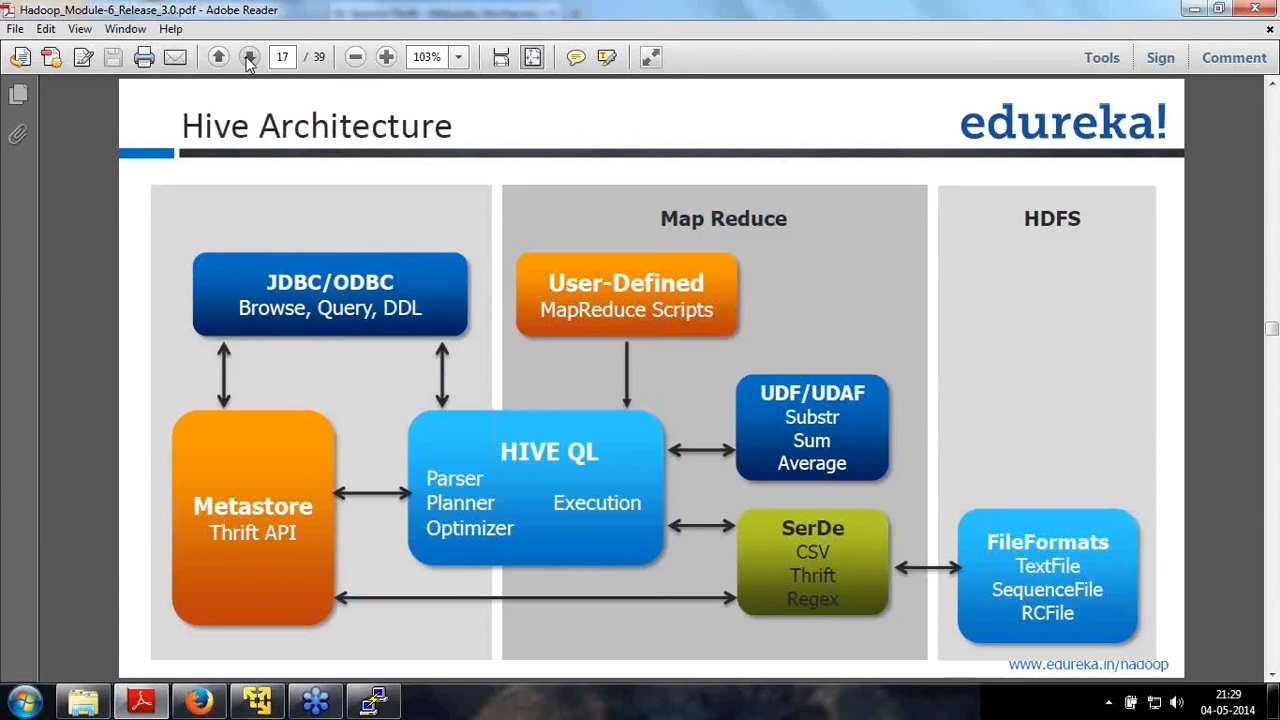 Hadoop_Module-6_Release_3.0.pdf - Adobe Reader
File Edit View Window Help
17 / 39 103% Tools Sign Comment
Hive Architecture
edureka!
Map Reduce
HDFS
JDBC/ODBC
Browse, Query, DDL
User-Defined
MapReduce Scripts
UDF/UDAF
Substr
Sum
Average
HIVE QL
Parser
Planner Execution
Optimizer
Metastore
Thrift API
SerDe
CSV
Thrift
Regex
FileFormats
TextFile
SequenceFile
RCFile
www.edureka.in/hadoop
21:29
04-05-2014